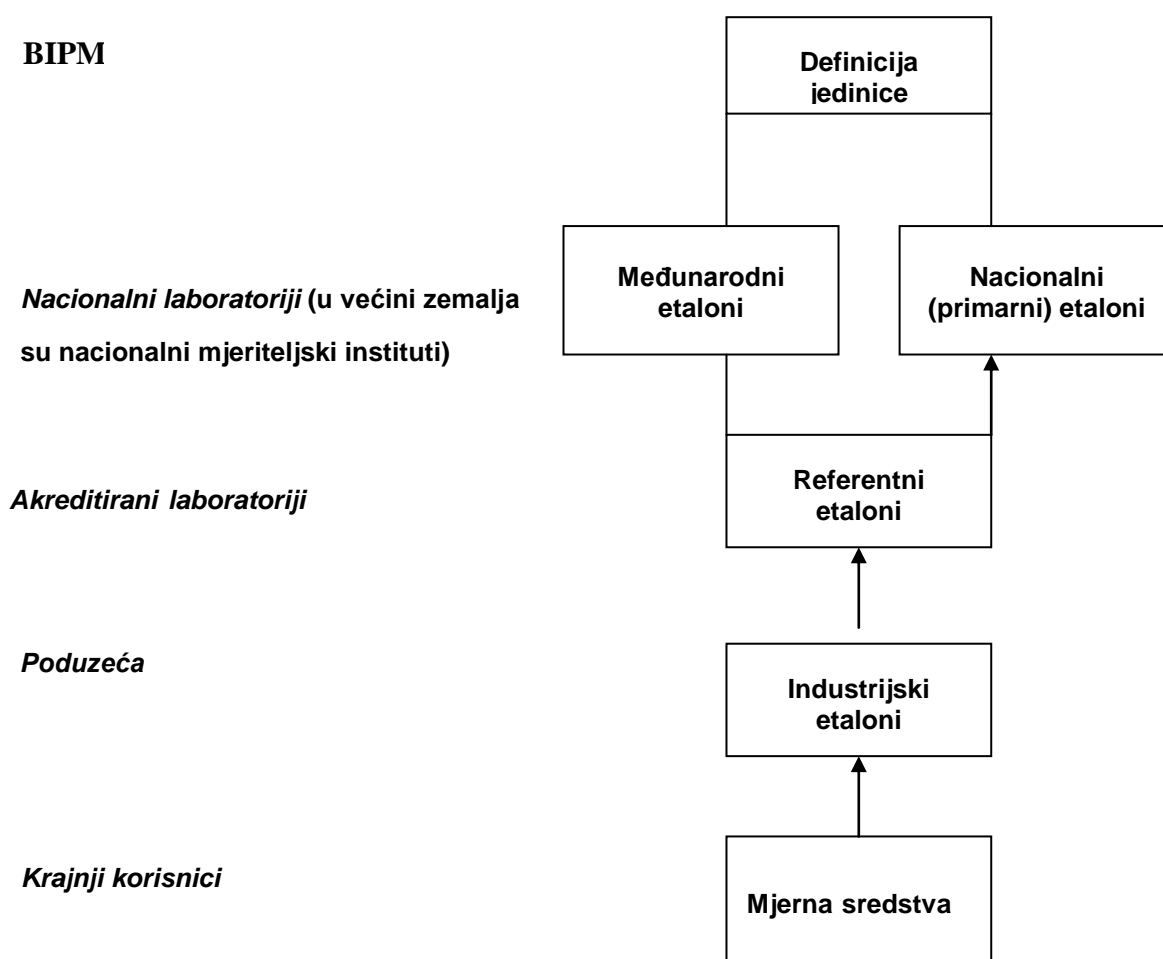 BIPM
Definicija
jedinice
Međunarodni
etaloni
Nacionalni
(primarni) etaloni
Nacionalni laboratoriji (u većini zemalja
su nacionalni mjeriteljski instituti)
Referentni
etaloni
Akreditirani laboratoriji
Poduzeća
Industrijski
etaloni
Krajnji korisnici
Mjerna sredstva